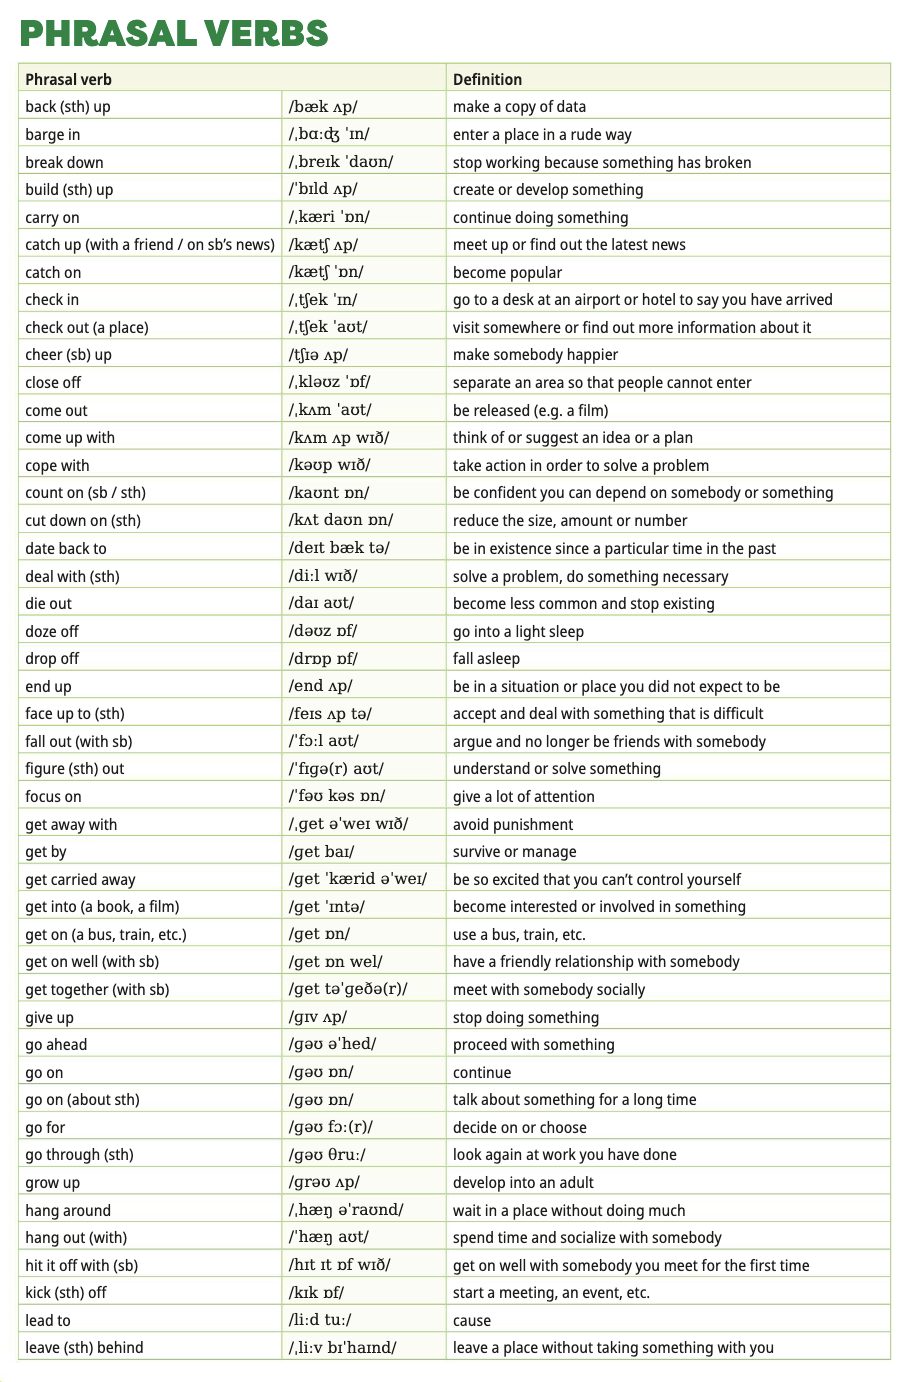 PHRASAL VERBS
Phrasal verb Definition
back (sth) up /bæk ʌp/ make a copy of data
barge in /ˌbɑːʤ ˈɪn/ enter a place in a rude way
break down /ˌbreɪk ˈdaʊn/ stop working because something has broken
build (sth) up /ˈbɪld ʌp/ create or develop something
carry on /ˌkæri ˈɒn/ continue doing something
catch up (with a friend / on sb’s news) /kætʃ ʌp/ meet up or find out the latest news
catch on /kætʃ ˈɒn/ become popular
check in /ˌtʃek ˈɪn/ go to a desk at an airport or hotel to say you have arrived
check out (a place) /ˌtʃek ˈaʊt/ visit somewhere or find out more information about it
cheer (sb) up /tʃɪə ʌp/ make somebody happier
close off /ˌkləʊz ˈɒf/ separate an area so that people cannot enter
come out /ˌkʌm ˈaʊt/ be released (e.g. a film)
come up with /kʌm ʌp wɪð/ think of or suggest an idea or a plan
cope with /kəʊp wɪð/ take action in order to solve a problem
count on (sb / sth) /kaʊnt ɒn/ be confident you can depend on somebody or something
cut down on (sth) /kʌt daʊn ɒn/ reduce the size, amount or number
date back to /deɪt bæk tə/ be in existence since a particular time in the past
deal with (sth) /diːl wɪð/ solve a problem, do something necessary
die out /daɪ aʊt/ become less common and stop existing
doze off /dəʊz ɒf/ go into a light sleep
drop off /drɒp ɒf/ fall asleep
end up /end ʌp/ be in a situation or place you did not expect to be
face up to (sth) /feɪs ʌp tə/ accept and deal with something that is difficult
fall out (with sb) /ˈfɔːl aʊt/ argue and no longer be friends with somebody
figure (sth) out /ˈfɪgə(r) aʊt/ understand or solve something
focus on /ˈfəʊ kəs ɒn/ give a lot of attention
get away with /ˌget əˈweɪ wɪð/ avoid punishment
get by /get baɪ/ survive or manage
get carried away /get ˈkærid əˈweɪ/ be so excited that you can’t control yourself
get into (a book, a film) /get ˈɪntə/ become interested or involved in something
get on (a bus, train, etc.) /get ɒn/ use a bus, train, etc.
get on well (with sb) /get ɒn wel/ have a friendly relationship with somebody
get together (with sb) /get təˈgeðə(r)/ meet with somebody socially
give up /gɪv ʌp/ stop doing something
go ahead /gəʊ əˈhed/ proceed with something
go on /gəʊ ɒn/ continue
go on (about sth) /gəʊ ɒn/ talk about something for a long time
go for /gəʊ fɔː(r)/ decide on or choose
go through (sth) /gəʊ θruː/ look again at work you have done
grow up /grəʊ ʌp/ develop into an adult
hang around /ˌhæŋ əˈraʊnd/ wait in a place without doing much
hang out (with) /ˈhæŋ aʊt/ spend time and socialize with somebody
hit it off with (sb) /hɪt ɪt ɒf wɪð/ get on well with somebody you meet for the first time
kick (sth) off /kɪk ɒf/ start a meeting, an event, etc.
lead to /liːd tuː/ cause
leave (sth) behind /ˌliːv bɪˈhaɪnd/ leave a place without taking something with you